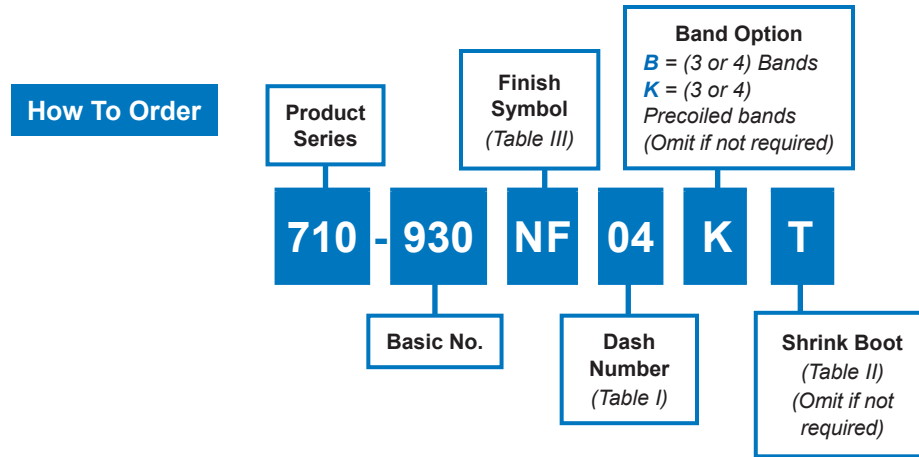 How To Order
Product
Series
Finish
Symbol
(Table III)
Band Option
B = (3 or 4) Bands
K = (3 or 4)
Precoiled bands
(Omit if not required)
710 - 930 NF 04 K T
Basic No.
Dash
Number
(Table I)
Shrink Boot
(Table II)
(Omit if not
required)